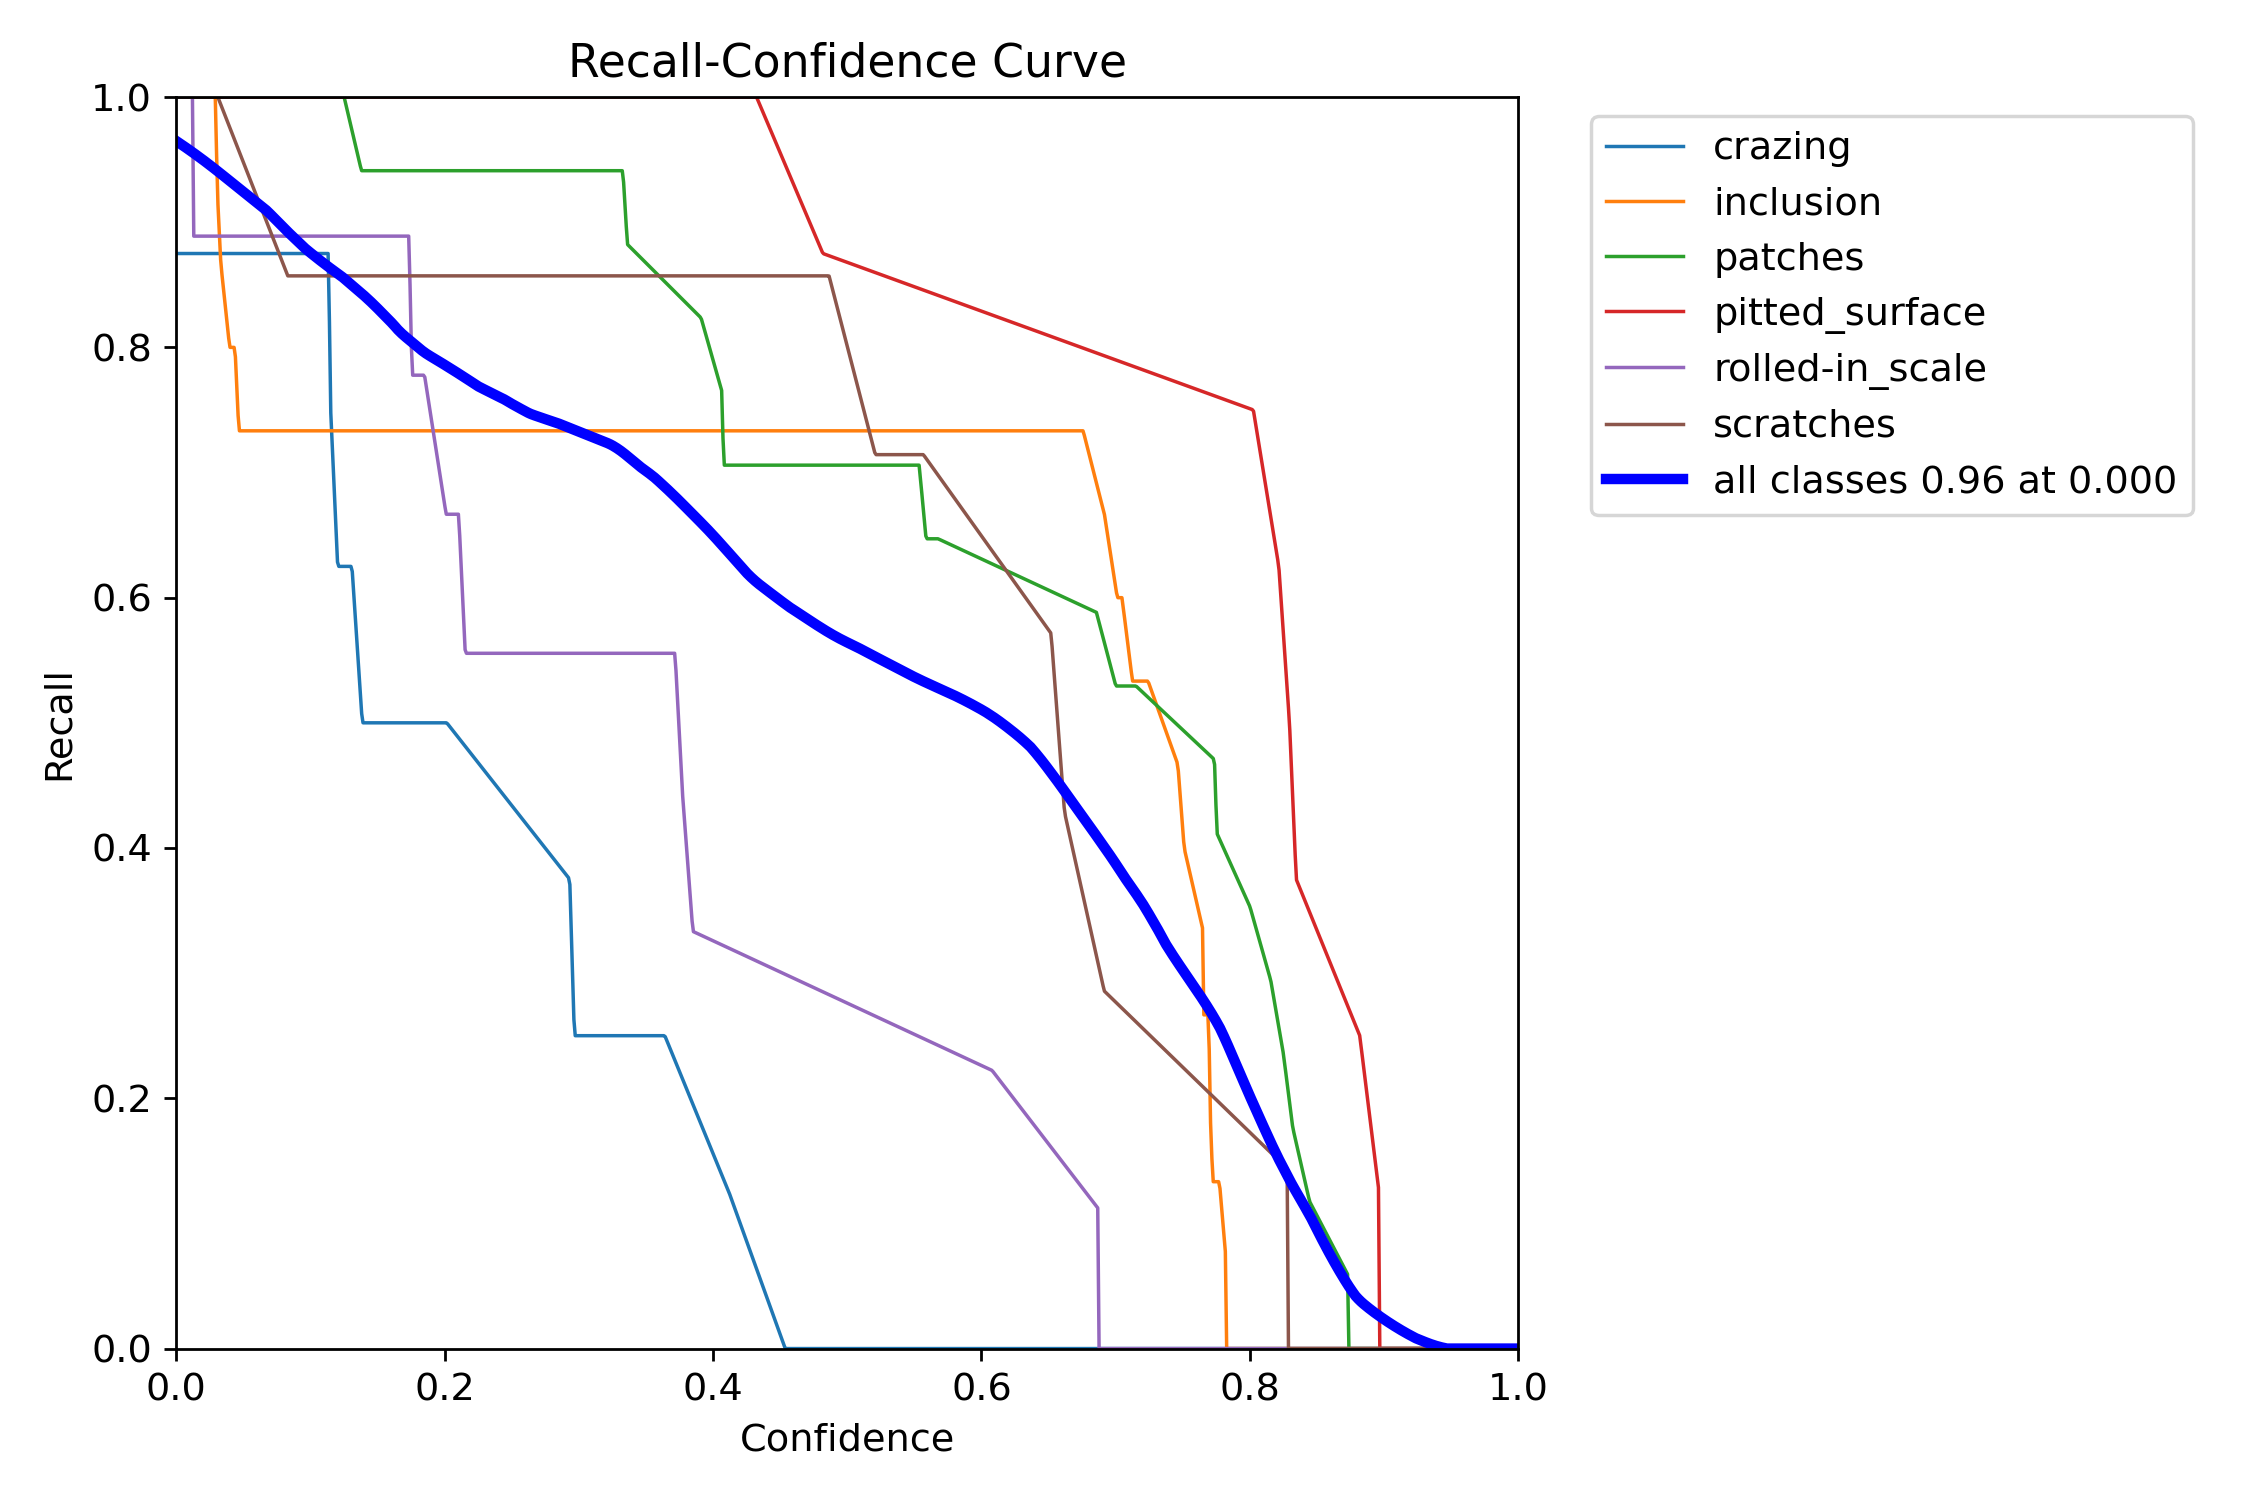 Recall-Confidence Curve
1.0
0.8
0.6
0.4
0.2
0.0
Recall
0.0 0.2 0.4 0.6 0.8 1.0
Confidence
crazing
inclusion
patches
pitted_surface
rolled-in_scale
scratches
all classes 0.96 at 0.000